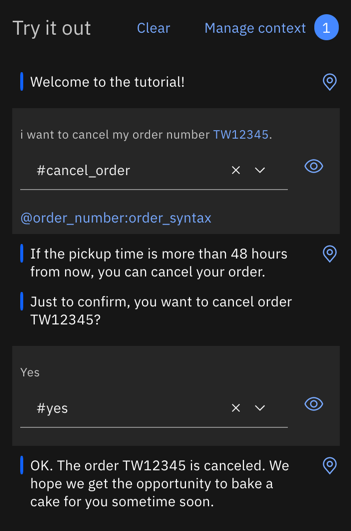 Try it out
Clear
Manage context
1
Welcome to the tutorial!
i want to cancel my order number TW12345.
#cancel_order
@order_number:order_syntax
If the pickup time is more than 48 hours
from now, you can cancel your order.
Just to confirm, you want to cancel order
TW12345?
Yes
#yes
OK. The order TW12345 is canceled. We
hope we get the opportunity to bake a
cake for you sometime soon.